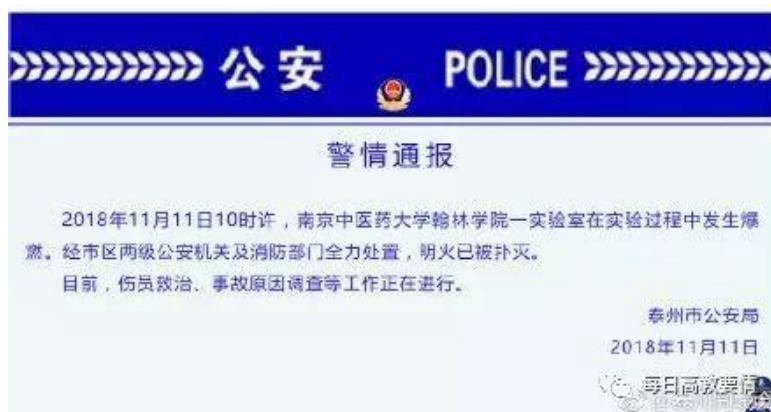 公安 POLICE
警情通报
2018年11月11日10时许，南京中医药大学翰林学院一实验室在实验过程中发生爆
燃。经市区两级公安机关及消防部门全力处置，明火已被扑灭。
目前，伤员救治、事故原因调查等工作正在进行。
泰州市公安局
2018年11月11日
每日高教要情